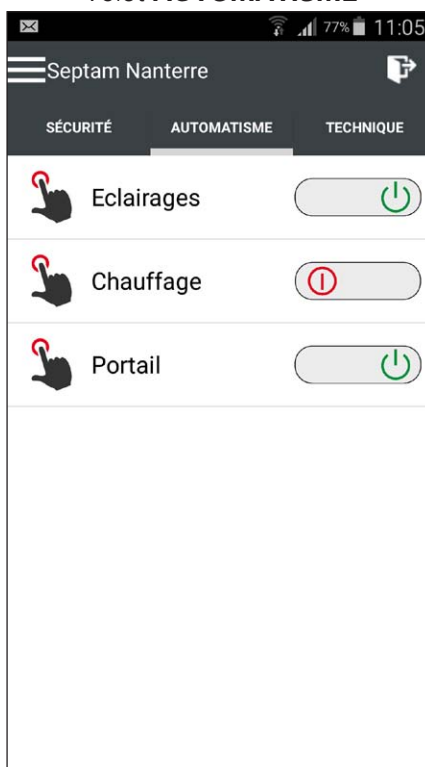 77% 11:05
Septam Nanterre
SÉCURITÉ AUTOMATISME TECHNIQUE
Eclairages
Chauffage
Portail